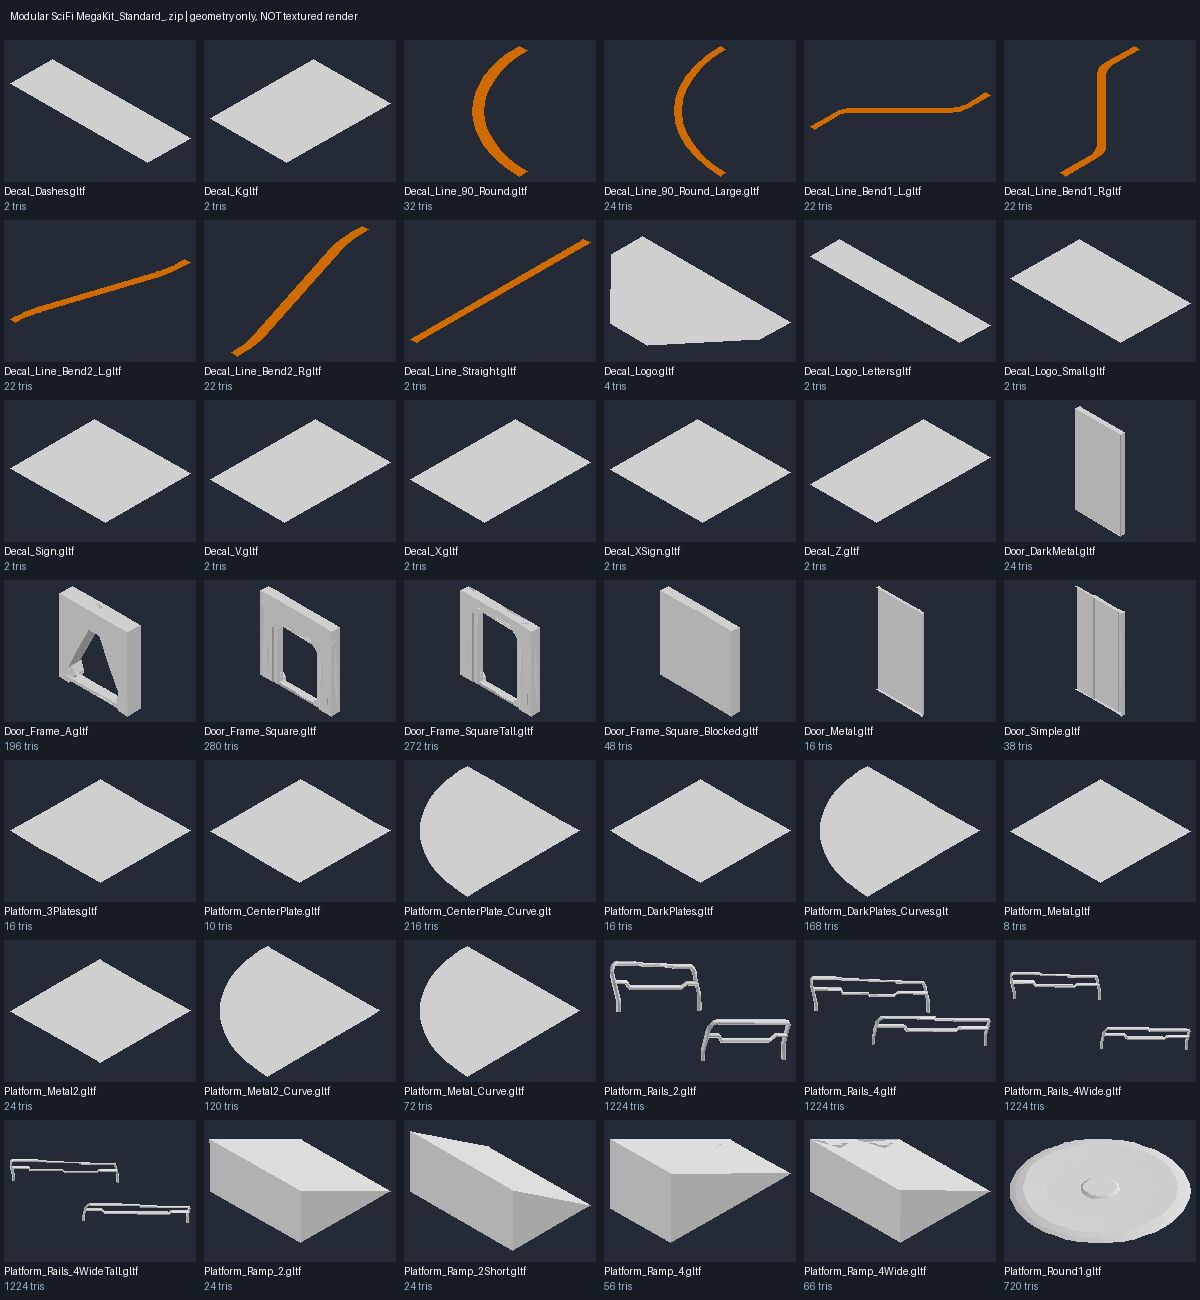 Modular SciFi MegaKit_Standard_.zip | geometry only, NOT textured render
Decal_Dashes.gltf
2 tris
Decal_K.gltf
2 tris
Decal_Line_90_Round.gltf
32 tris
Decal_Line_90_Round_Large.gltf
24 tris
Decal_Line_Bend1_L.gltf
22 tris
Decal_Line_Bend1_R.gltf
22 tris
Decal_Line_Bend2_L.gltf
22 tris
Decal_Line_Bend2_R.gltf
22 tris
Decal_Line_Straight.gltf
2 tris
Decal_Logo.gltf
4 tris
Decal_Logo_Letters.gltf
2 tris
Decal_Logo_Small.gltf
2 tris
Decal_Sign.gltf
2 tris
Decal_V.gltf
2 tris
Decal_X.gltf
2 tris
Decal_XSign.gltf
2 tris
Decal_Z.gltf
2 tris
Door_DarkMetal.gltf
24 tris
Door_Frame_A.gltf
196 tris
Door_Frame_Square.gltf
280 tris
Door_Frame_SquareTall.gltf
272 tris
Door_Frame_Square_Blocked.gltf
48 tris
Door_Metal.gltf
16 tris
Door_Simple.gltf
38 tris
Platform_3Plates.gltf
16 tris
Platform_CenterPlate.gltf
10 tris
Platform_CenterPlate_Curve.glt
216 tris
Platform_DarkPlates.gltf
16 tris
Platform_DarkPlates_Curves.glt
168 tris
Platform_Metal.gltf
8 tris
Platform_Metal2.gltf
24 tris
Platform_Metal2_Curve.gltf
120 tris
Platform_Metal_Curve.gltf
72 tris
Platform_Rails_2.gltf
1224 tris
Platform_Rails_4.gltf
1224 tris
Platform_Rails_4Wide.gltf
1224 tris
Platform_Rails_4WideTall.gltf
1224 tris
Platform_Ramp_2.gltf
24 tris
Platform_Ramp_2Short.gltf
24 tris
Platform_Ramp_4.gltf
56 tris
Platform_Ramp_4Wide.gltf
66 tris
Platform_Round1.gltf
720 tris